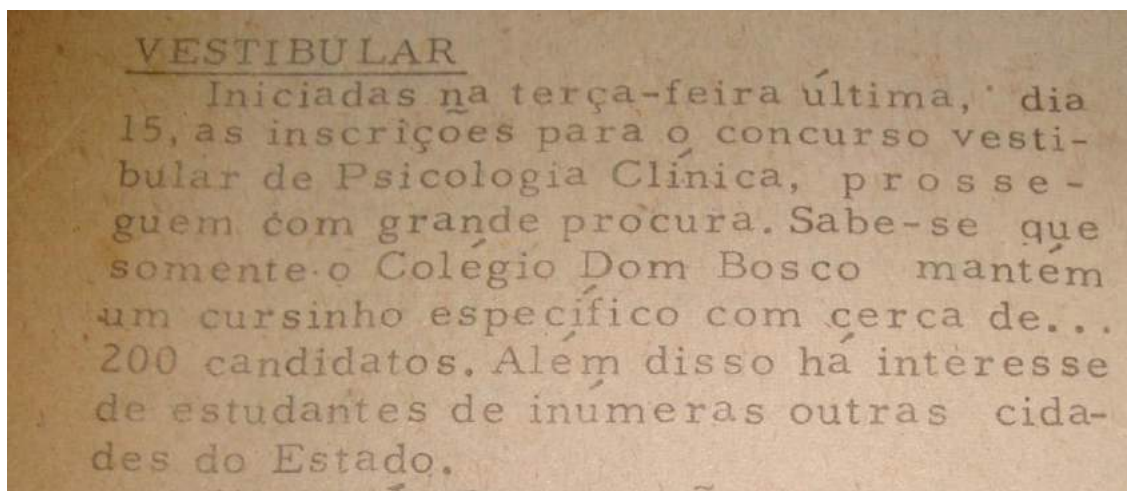 VESTIBULAR
Iniciadas na terça-feira última, dia
15, as inscrições para o concurso vesti-
bular de Psicologia Clínica, prosse-
guem com grande procura. Sabe-se que
somente o Colégio Dom Bosco mantém
um cursinho específico com cerca de...
200 candidatos. Além disso há interesse
de estudantes de inúmeras outras cida-
des do Estado.